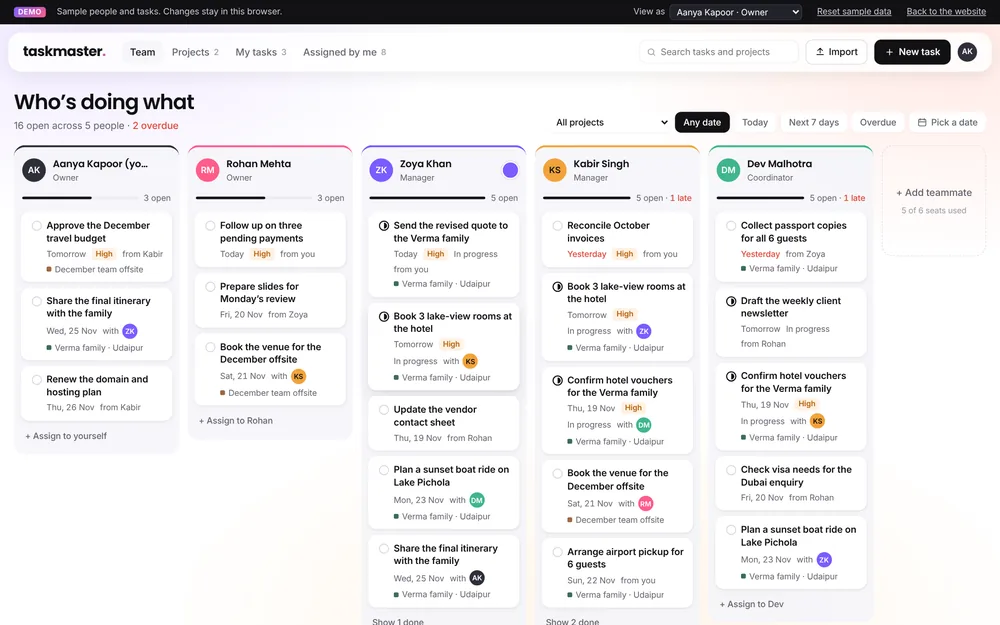 DEMO Sample people and tasks. Changes stay in this browser. View as Aanya Kapoor · Owner Reset sample data Back to the website
taskmaster. Team Projects 2 My tasks 3 Assigned by me 8 Search tasks and projects Import + New task AK
Who's doing what
16 open across 5 people · 2 overdue
All projects Any date Today Next 7 days Overdue Pick a date
AK Aanya Kapoor (yo...
Owner
3 open
Approve the December
travel budget
Tomorrow High from Kabir
December team offsite
Share the final itinerary
with the family
Wed, 25 Nov with ZK
Verma family · Udaipur
Renew the domain and
hosting plan
Thu, 26 Nov from Kabir
+ Assign to yourself
RM Rohan Mehta
Owner
3 open
Follow up on three
pending payments
Today High from you
Prepare slides for
Monday's review
Fri, 20 Nov from Zoya
Book the venue for the
December offsite
Sat, 21 Nov with KS
December team offsite
+ Assign to Rohan
ZK Zoya Khan
Manager
5 open
Send the revised quote to
the Verma family
Today High In progress
from you
Verma family · Udaipur
Book 3 lake-view rooms at
the hotel
Tomorrow High
In progress with KS
Verma family · Udaipur
Update the vendor
contact sheet
Thu, 19 Nov from Rohan
Plan a sunset boat ride on
Lake Pichola
Mon, 23 Nov with DM
Verma family · Udaipur
Share the final itinerary
with the family
Wed, 25 Nov with AK
Verma family · Udaipur
Show 1 done
KS Kabir Singh
Manager
5 open · 1 late
Reconcile October
invoices
Yesterday High from you
Book 3 lake-view rooms at
the hotel
Tomorrow High
In progress with ZK
Verma family · Udaipur
Confirm hotel vouchers
for the Verma family
Thu, 19 Nov High
In progress with DM
Verma family · Udaipur
Book the venue for the
December offsite
Sat, 21 Nov with RM
December team offsite
Arrange airport pickup for
6 guests
Sun, 22 Nov from you
Verma family · Udaipur
Show 2 done
DM Dev Malhotra
Coordinator
5 open · 1 late
Collect passport copies
for all 6 guests
Yesterday from Zoya
Verma family · Udaipur
Draft the weekly client
newsletter
Tomorrow In progress
from Rohan
Confirm hotel vouchers
for the Verma family
Thu, 19 Nov High
In progress with KS
Verma family · Udaipur
Check visa needs for the
Dubai enquiry
Fri, 20 Nov from Rohan
Plan a sunset boat ride on
Lake Pichola
Mon, 23 Nov with ZK
Verma family · Udaipur
+ Assign to Dev
+ Add teammate
5 of 6 seats used